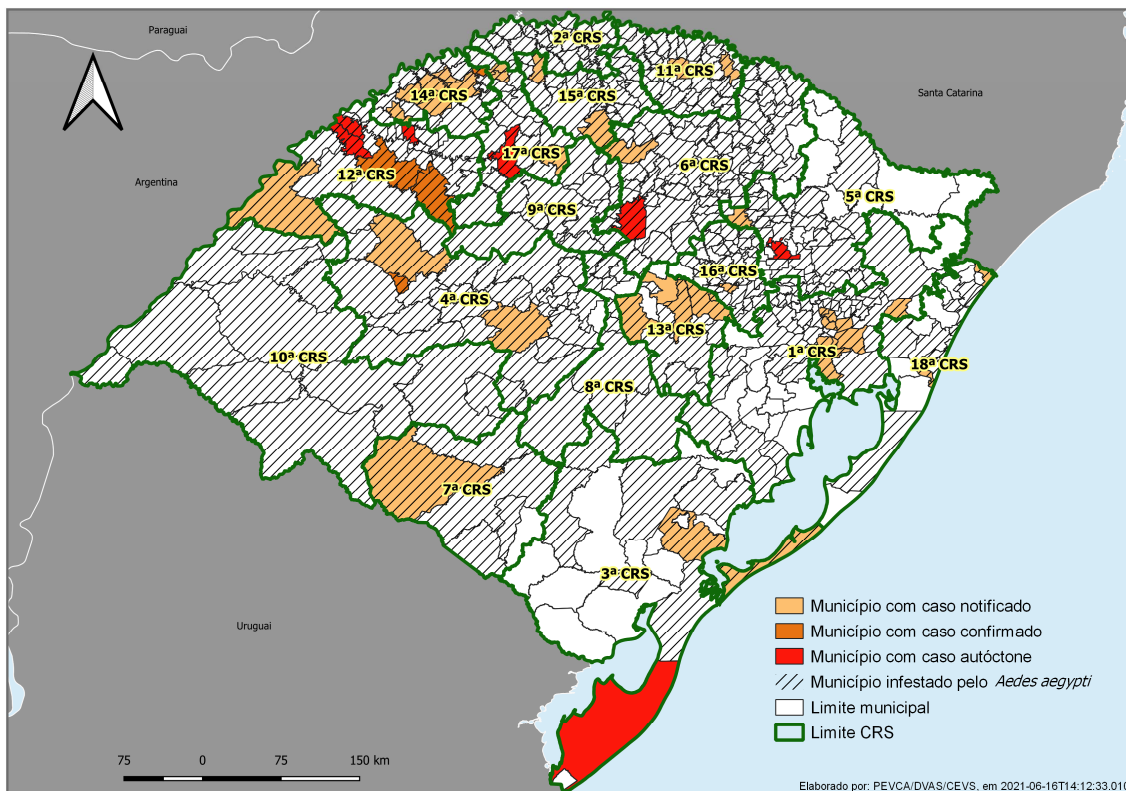 Paraguai
2ª CRS
11ª CRS
Santa Catarina
14ª CRS
15ª CRS
17ª CRS
6ª CRS
12ª CRS
Argentina
5ª CRS
9ª CRS
16ª CRS
4ª CRS
13ª CRS
1ª CRS
10ª CRS
18ª CRS
8ª CRS
7ª CRS
3ª CRS
Uruguai
Município com caso notificado
Município com caso confirmado
Município com caso autóctone
Município infestado pelo Aedes aegypti
Limite municipal
Limite CRS
75 0 75 150 km
Elaborado por: PEVCA/DVAS/CEVS, em 2021-06-16T14:12:33.010